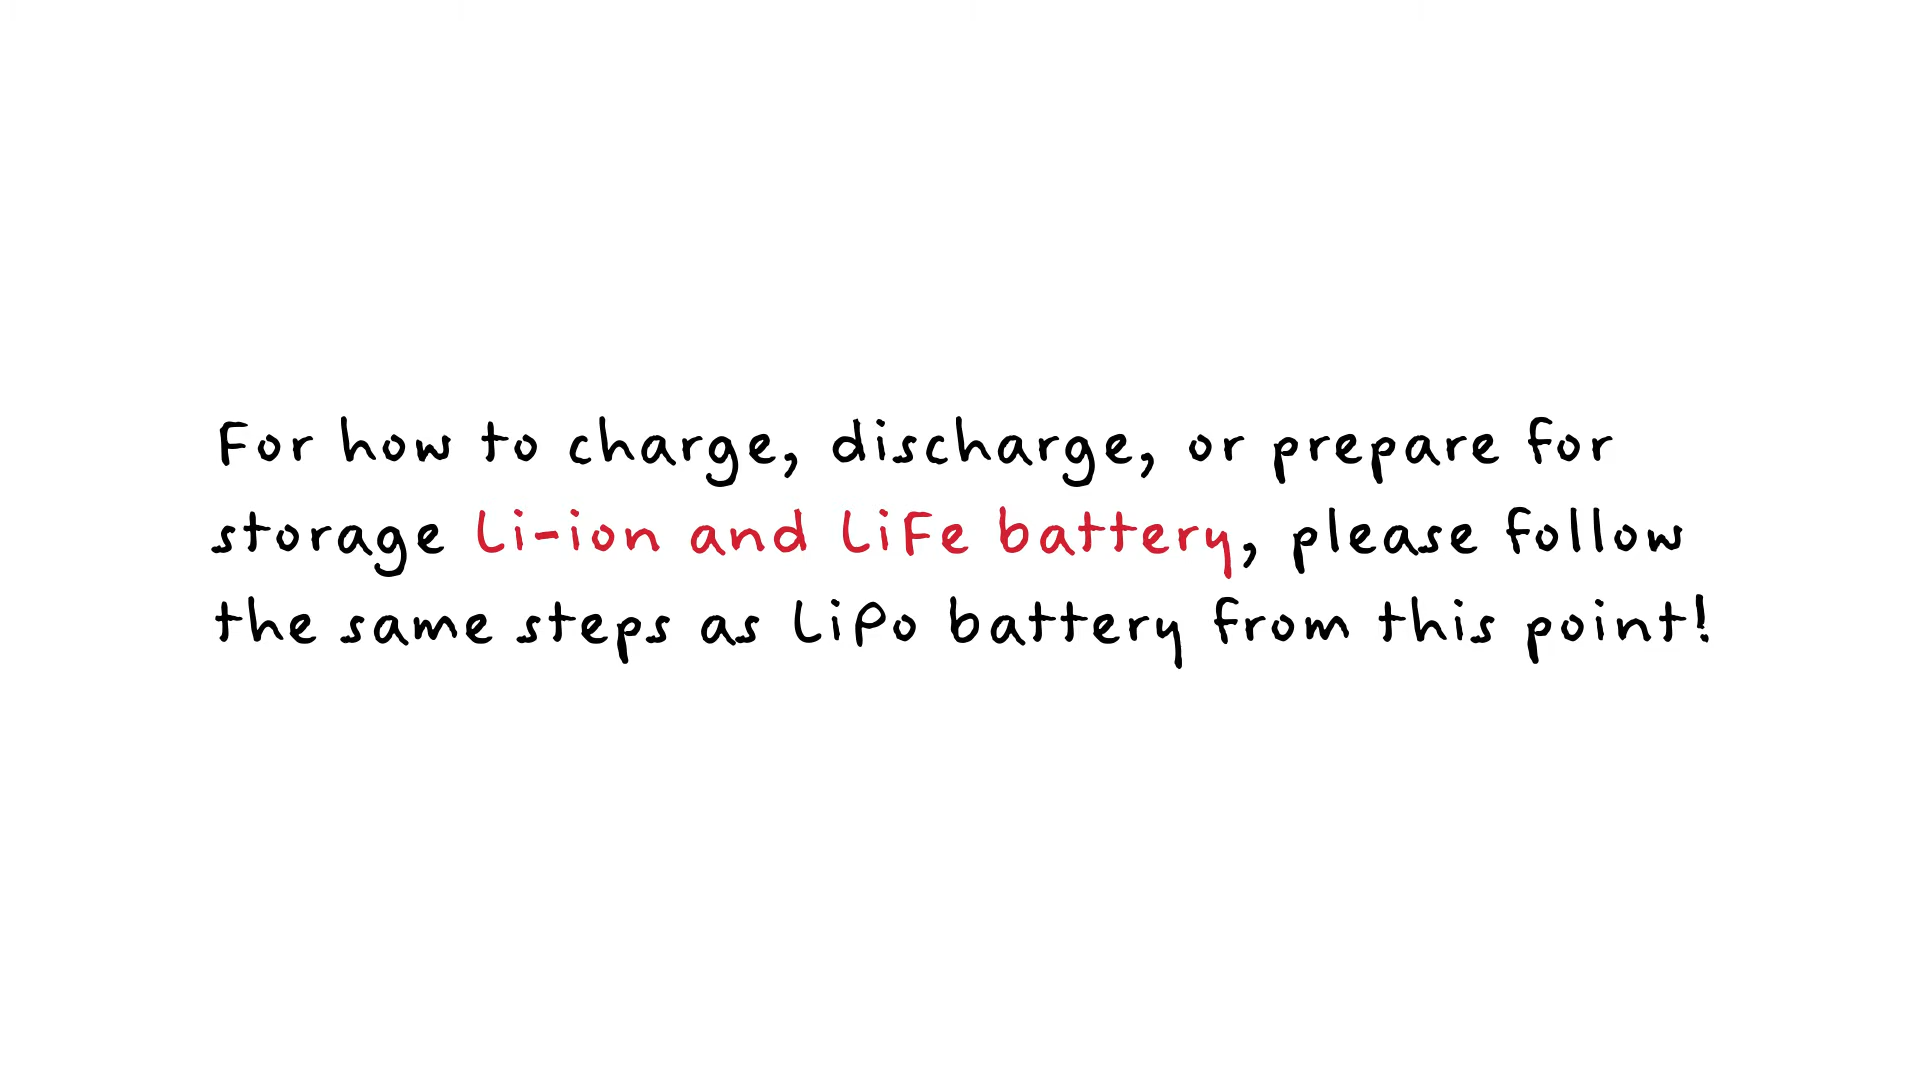 For how to charge, discharge, or prepare for
storage Li-ion and LiFe battery, please follow
the same steps as LiPo battery from this point!